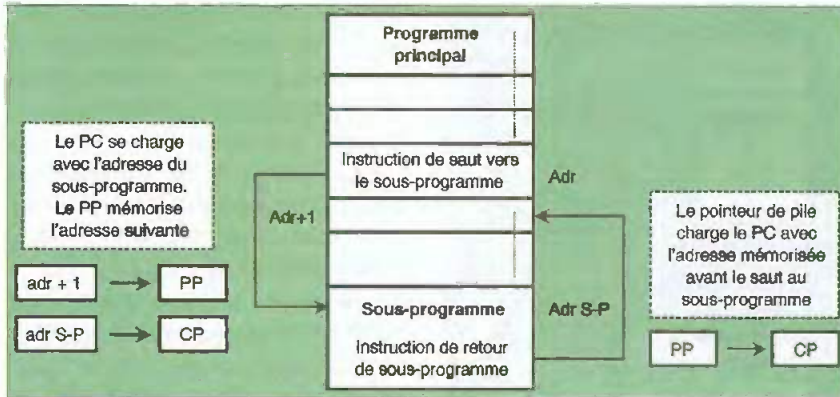 Programme
principal
Le PC se charge
avec l'adresse du
sous-programme.
Le PP mémorise
l'adresse suivante
adr + 1
PP
adr S-P
CP
Instruction de saut vers
le sous-programme
Adr
Adr+1
Sous-programme
Instruction de retour
de sous-programme
Adr S-P
Le pointeur de pile
charge le PC avec
l'adresse mémorisée
avant le saut au
sous-programme
PP
CP